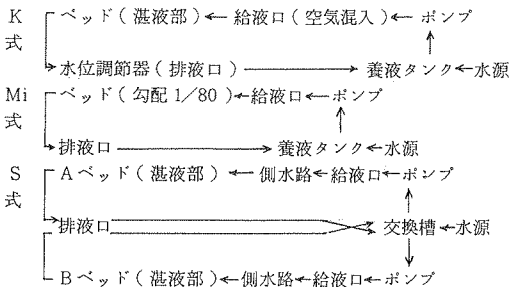 K ベッド(湛液部)←給液口(空気混入)←ポンプ
式 ↑
→水位調節器(排液口)→養液タンク←水源
Mi ベッド(勾配1/80)←給液口←ポンプ
式 ↑
→排液口→養液タンク←水源
S Aベッド(湛液部)←側水路←給液口←ポンプ
式 ↑
→排液口→交換槽←水源
↓
Bベッド(湛液部)←側水路←給液口←ポンプ